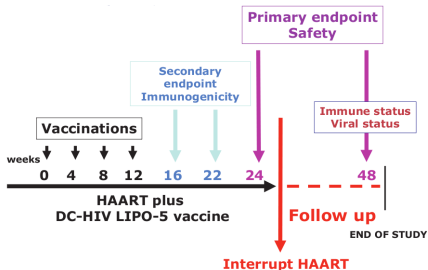 Primary endpoint
Safety
Secondary
endpoint
Immunogenicity
Vaccinations
Immune status
Viral status
weeks
0 4 8 12 16 22 24 48
HAART plus
DC-HIV LIPO-5 vaccine
Follow up
END OF STUDY
Interrupt HAART